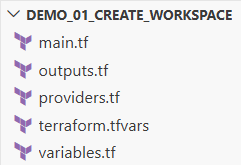 DEMO_01_CREATE_WORKSPACE
main.tf
outputs.tf
providers.tf
terraform.tfvars
variables.tf